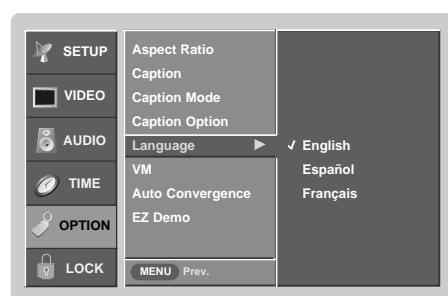 SETUP
VIDEO
AUDIO
TIME
OPTION
LOCK
Aspect Ratio
Caption
Caption Mode
Caption Option
Language ▶
VM
Auto Convergence
EZ Demo
MENU Prev.
✓ English
Español
Français